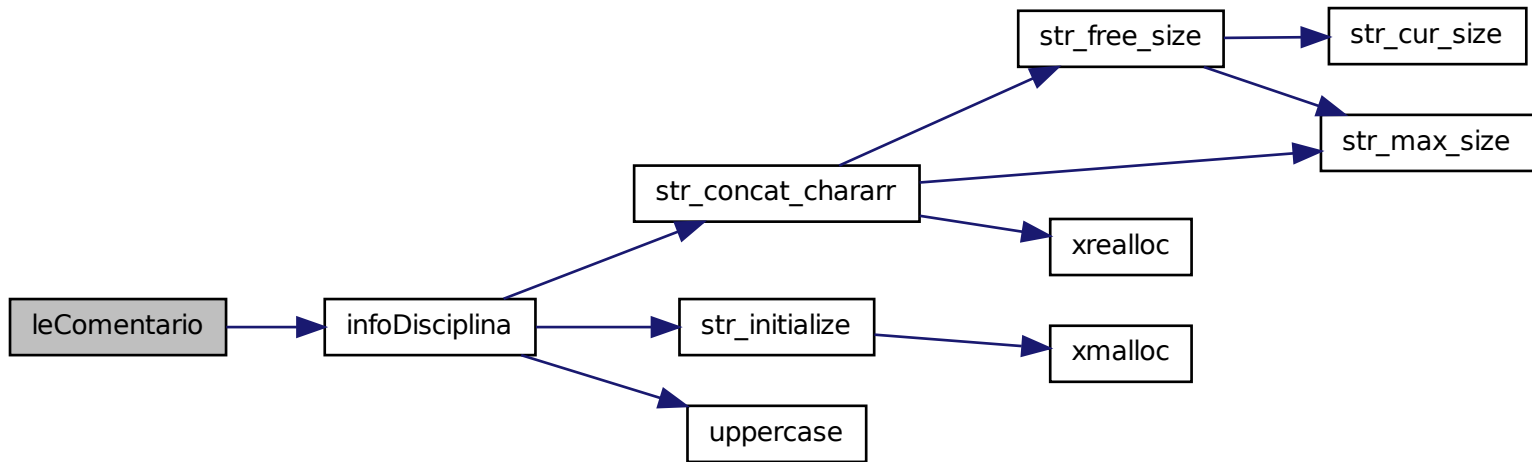 str_free_size
str_cur_size
str_max_size
str_concat_chararr
xrealloc
leComentario
infoDisciplina
str_initialize
xmalloc
uppercase